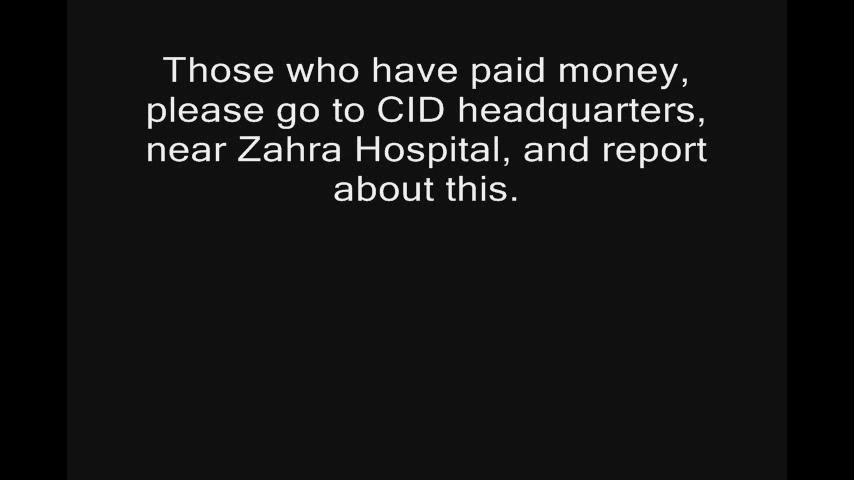 Those who have paid money,
please go to CID headquarters,
near Zahra Hospital, and report
about this.